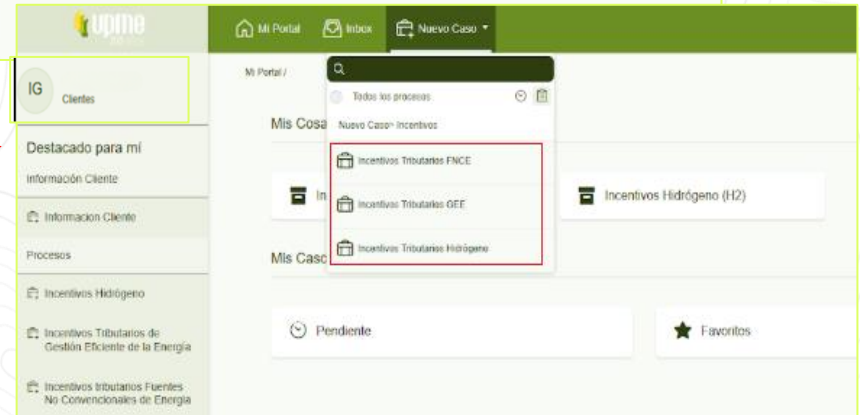 upme
Mi Portal
Inbox
Nuevo Caso
IG
Clientes
Mi Portal /
Todos los procesos
Nuevo Caso> Incentivos
Mis Cosa
Destacado para mí
Información Cliente
Informacion Cliente
Procesos
Incentivos Hidrógeno
Incentivos Tributarios de
Gestión Eficiente de la Energía
Incentivos tributarios Fuentes
No Convencionales de Energía
Incentivos Tributarios FNCE
Incentivos Tributarios GEE
Incentivos Tributarios Hidrógeno
In
Incentivos Hidrógeno (H2)
Mis Casc
Pendiente
Favoritos